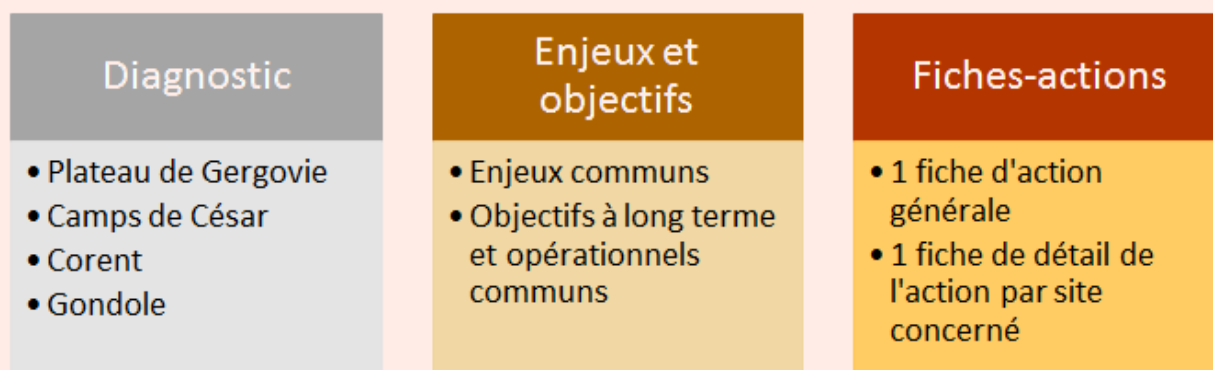 Diagnostic
• Plateau de Gergovie
• Camps de César
• Corent
• Gondole
Enjeux et
objectifs
• Enjeux communs
• Objectifs à long terme
et opérationnels
communs
Fiches-actions
• 1 fiche d'action
générale
• 1 fiche de détail de
l'action par site
concerné